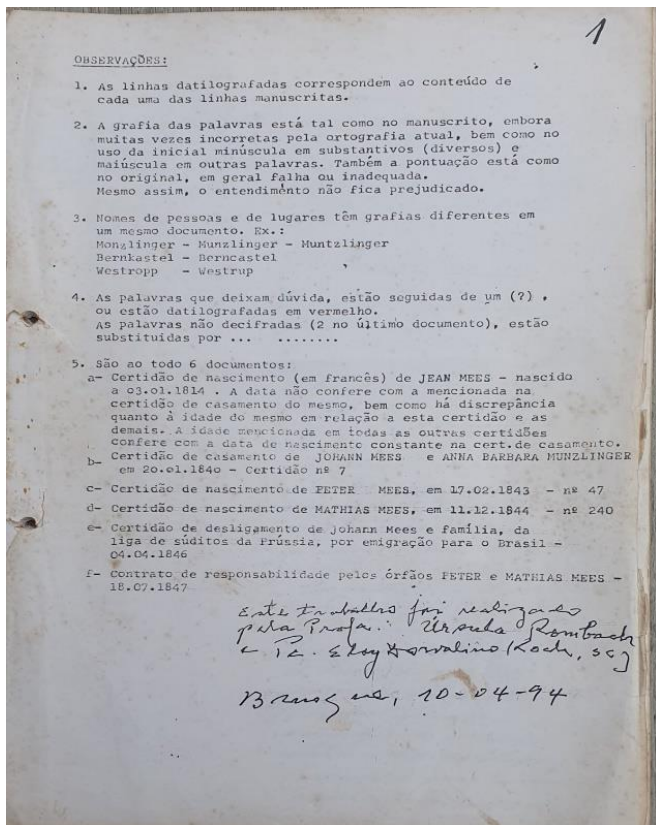 1
OBSERVAÇÕES:
1. As linhas datilografadas correspondem ao conteúdo de
cada uma das linhas manuscritas.
2. A grafia das palavras está tal como no manuscrito, embora
muitas vezes incorretas pela ortografia atual, bem como no
uso da inicial minúscula em substantivos (diversos) e
maiúscula em outras palavras. Também a pontuação está como
no original, em geral falha ou inadequada.
Mesmo assim, o entendimento não fica prejudicado.
3. Nomes de pessoas e de lugares têm grafias diferentes em
um mesmo documento. Ex.:
Monzlinger - Munzlinger - Muntzlinger
Bernkastel - Berncastel
Westropp - Westrup
4. As palavras que deixam dúvida, estão seguidas de um (?) ,
ou estão datilografadas em vermelho.
As palavras não decifradas (2 no último documento), estão
substituidas por ... ........
5. São ao todo 6 documentos:
a- Certidão de nascimento (em francês) de JEAN MEES - nascido
a 03.01.1814 . A data não confere com a mencionada na
certidão de casamento do mesmo, bem como há discrepância
quanto à idade do mesmo em relação a esta certidão e as
demais. A idade mencionada em todas as outras certidões
confere com a data de nascimento constante na cert.de casamento.
b- Certidão de casamento de JOHANN MEES e ANNA BARBARA MUNZLINGER
em 20.01.1840 - Certidão nº 7
c- Certidão de nascimento de PETER MEES, em 17.02.1843 - nº 47
d- Certidão de nascimento de MATHIAS MEES, em 11.12.1844 - nº 240
e- Certidão de desligamento de Johann Mees e família, da
liga de súditos da Prússia, por emigração para o Brasil -
04.04.1846
f- Contrato de responsabilidade pelos órfãos PETER e MATHIAS MEES -
18.07.1847
Este trabalho foi realizado
pela Profa. Ursula Rombach
e Pe. Eloy Dorvalino Koch, scj
Brusque, 10-04-94